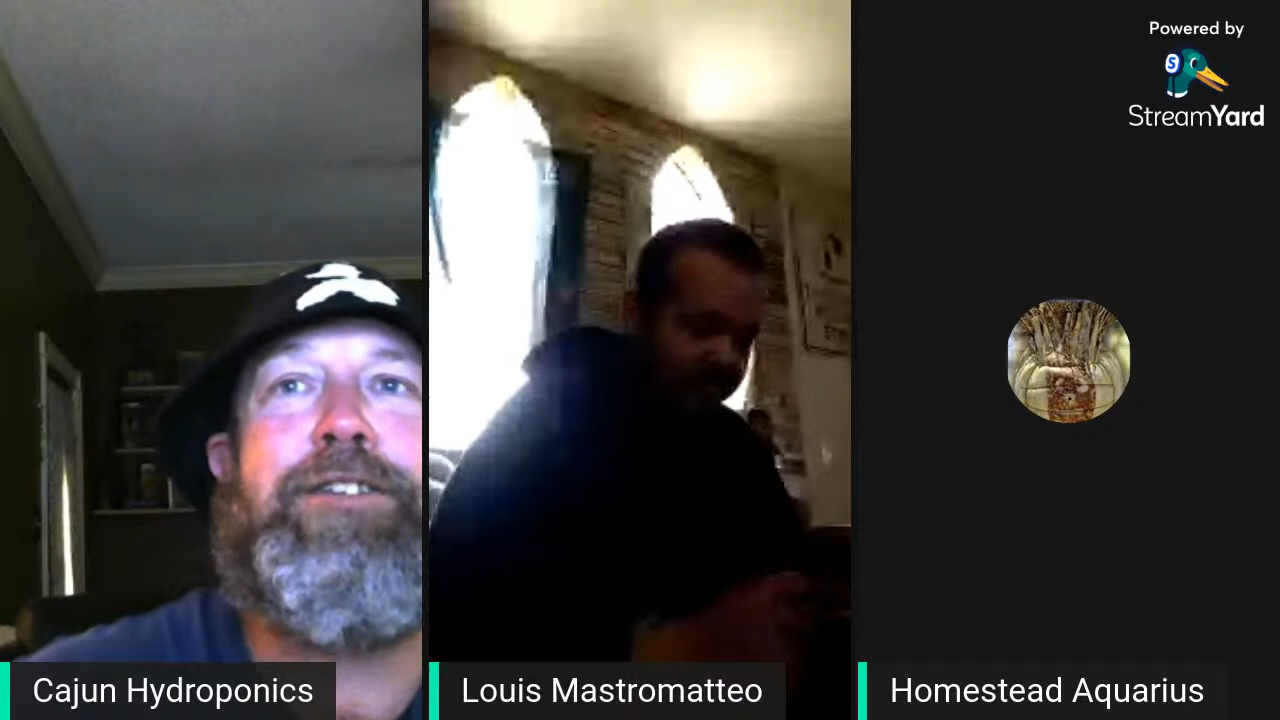 Powered by
S
StreamYard
Cajun Hydroponics
Louis Mastromatteo
Homestead Aquarius